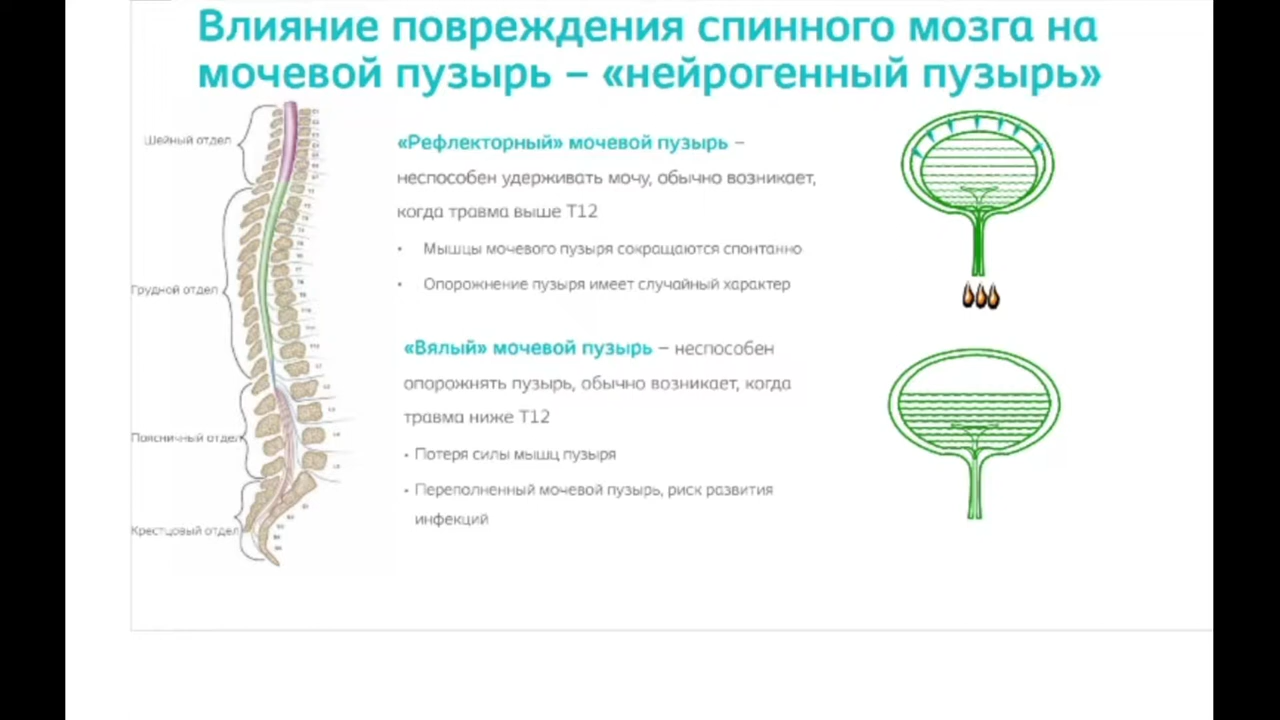 Влияние повреждения спинного мозга на
мочевой пузырь – «нейрогенный пузырь»
Шейный отдел
Грудной отдел
Поясничный отдел
Крестцовый отдел
«Рефлекторный» мочевой пузырь –
неспособен удерживать мочу, обычно возникает,
когда травма выше Т12
• Мышцы мочевого пузыря сокращаются спонтанно
• Опорожнение пузыря имеет случайный характер
«Вялый» мочевой пузырь – неспособен
опорожнять пузырь, обычно возникает, когда
травма ниже Т12
• Потеря силы мышц пузыря
• Переполненный мочевой пузырь, риск развития
инфекций